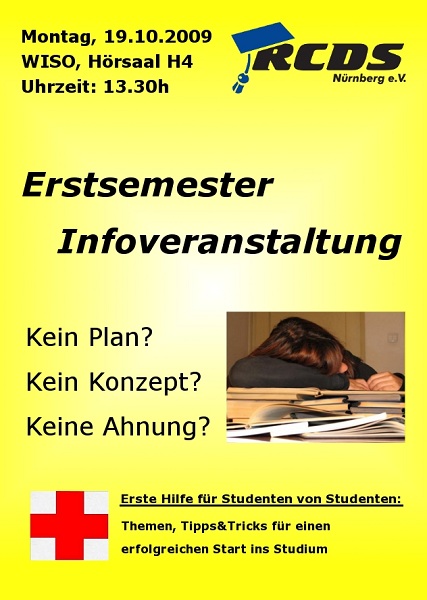 Montag, 19.10.2009
WISO, Hörsaal H4
Uhrzeit: 13.30h
RCDS
Nürnberg e.V.
Erstsemester
Infoveranstaltung
Kein Plan?
Kein Konzept?
Keine Ahnung?
Erste Hilfe für Studenten von Studenten:
Themen, Tipps&Tricks für einen
erfolgreichen Start ins Studium